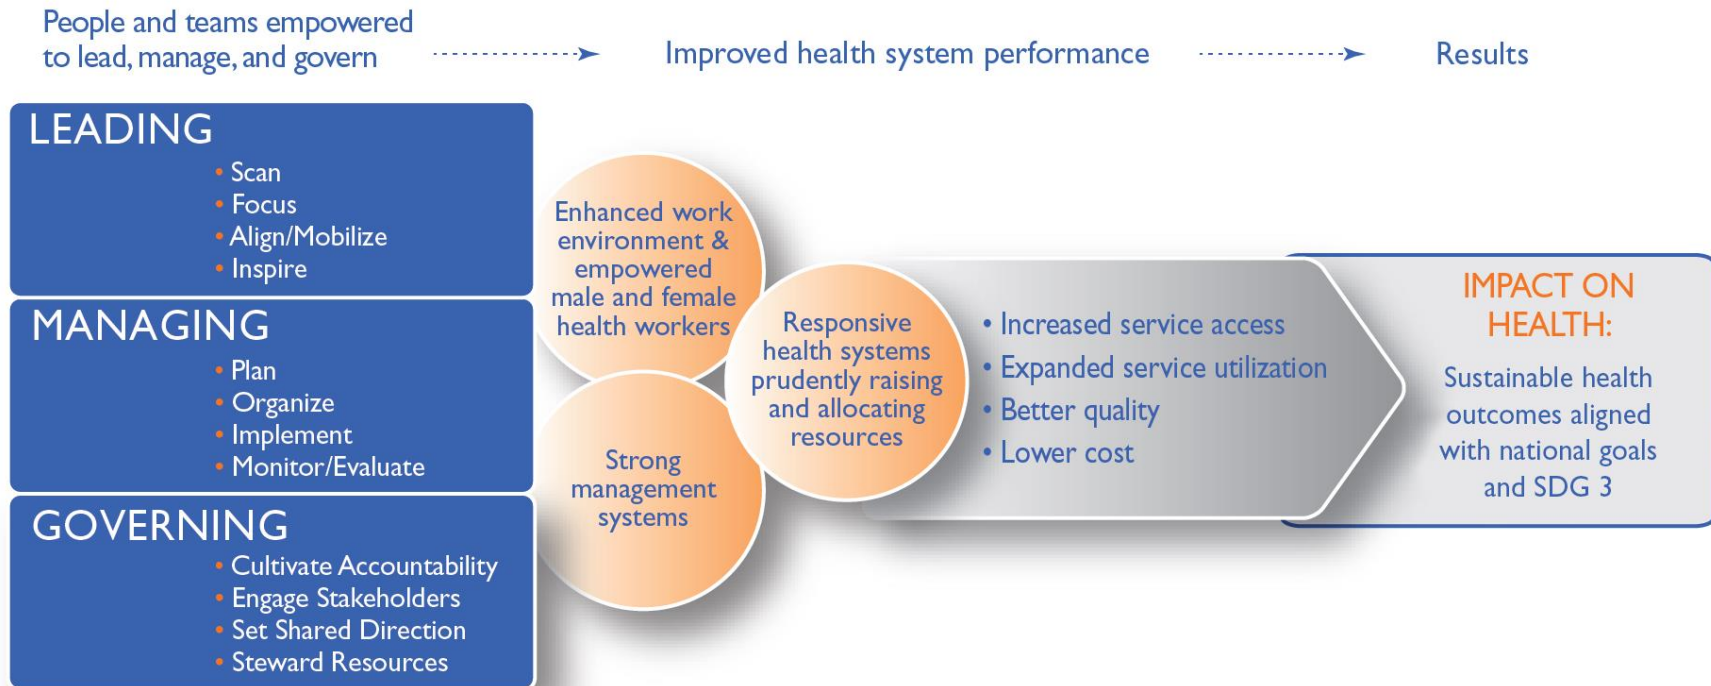 People and teams empowered
to lead, manage, and govern
Improved health system performance
Results
LEADING
• Scan
• Focus
• Align/Mobilize
• Inspire
MANAGING
• Plan
• Organize
• Implement
• Monitor/Evaluate
GOVERNING
• Cultivate Accountability
• Engage Stakeholders
• Set Shared Direction
• Steward Resources
Enhanced work
environment &
empowered
male and female
health workers
Strong
management
systems
Responsive
health systems
prudently raising
and allocating
resources
• Increased service access
• Expanded service utilization
• Better quality
• Lower cost
IMPACT ON
HEALTH:
Sustainable health
outcomes aligned
with national goals
and SDG 3